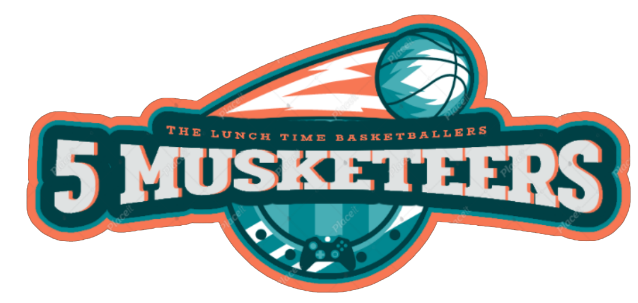 THE LUNCH TIME BASKETBALLERS
5 MUSKETEERS